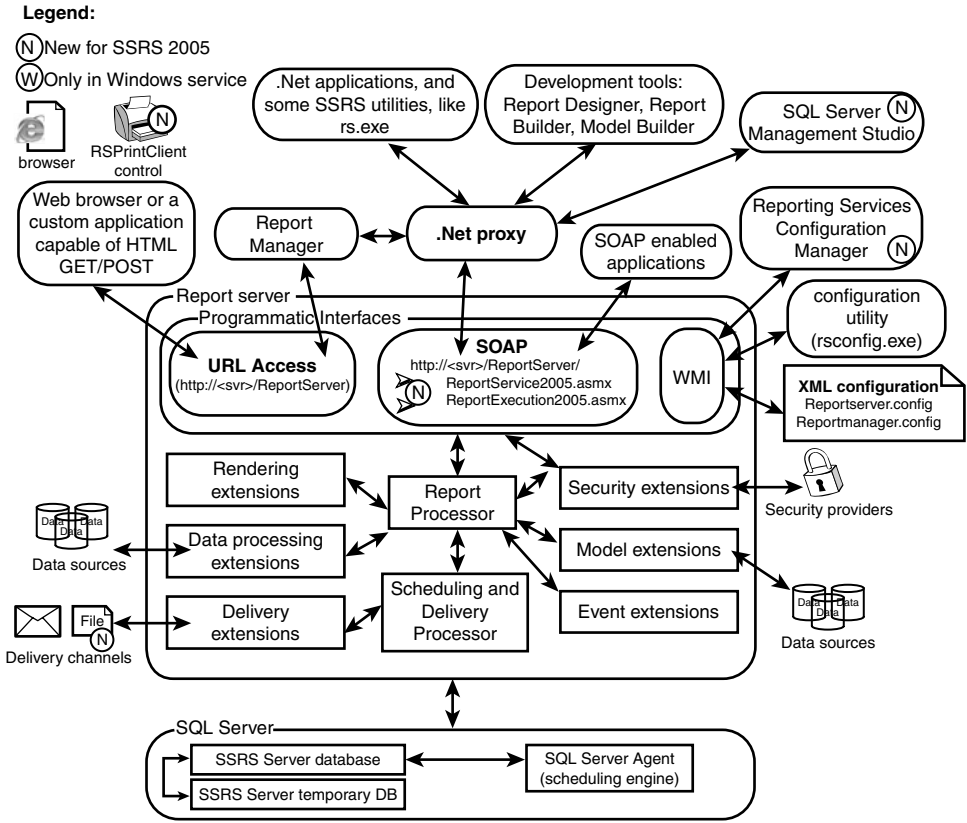 Legend:
N New for SSRS 2005
W Only in Windows service
browser
N
RSPrintClient
control
.Net applications, and
some SSRS utilities, like
rs.exe
Development tools:
Report Designer, Report
Builder, Model Builder
SQL Server N
Management Studio
Web browser or a
custom application
capable of HTML
GET/POST
Report
Manager
.Net proxy
SOAP enabled
applications
Reporting Services
Configuration
Manager N
Report server
Programmatic Interfaces
URL Access
(http://<svr>/ReportServer)
SOAP
http://<svr>/ReportServer/
N
ReportService2005.asmx
ReportExecution2005.asmx
WMI
configuration
utility
(rsconfig.exe)
XML configuration
Reportserver.config
Reportmanager.config
Rendering
extensions
Report
Processor
Security extensions
Security providers
Data Data
Data
Data sources
Data processing
extensions
Model extensions
Scheduling and
Delivery
Processor
Delivery
extensions
Event extensions
File
N
Delivery channels
Data Data
Data
Data sources
SQL Server
SSRS Server database
SSRS Server temporary DB
SQL Server Agent
(scheduling engine)